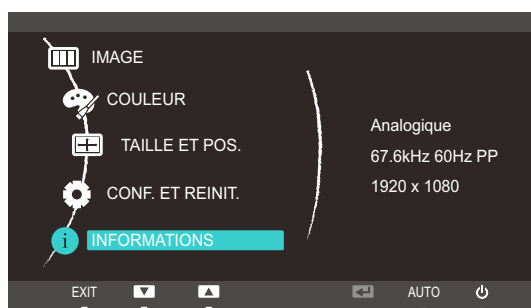 IMAGE
COULEUR
TAILLE ET POS.
CONF. ET REINIT.
i INFORMATIONS
Analogique
67.6kHz 60Hz PP
1920 x 1080
EXIT AUTO